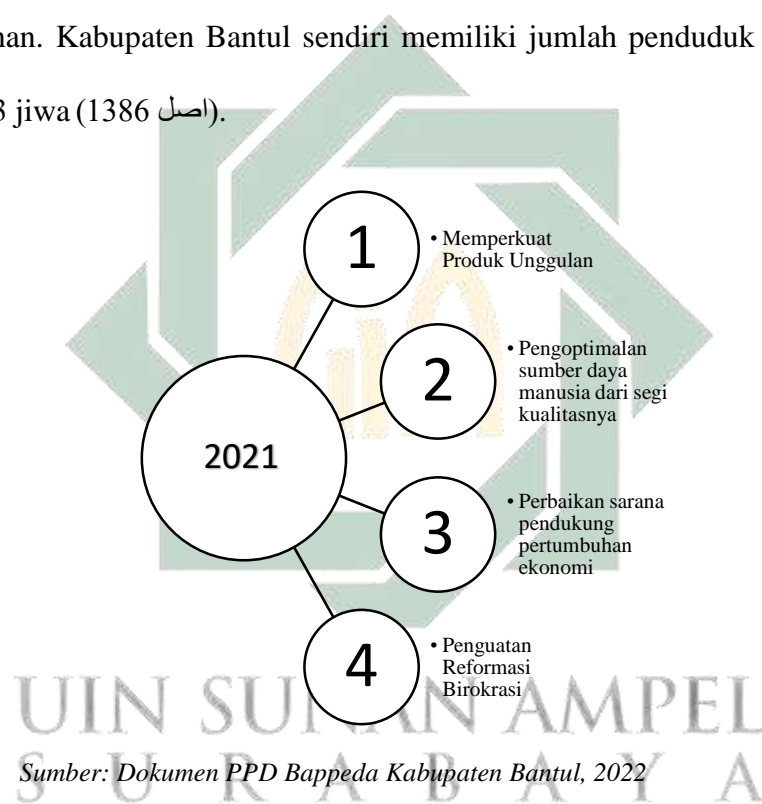 nan. Kabupaten Bantul sendiri memiliki jumlah penduduk
3 jiwa (1386 اصل).
1
• Memperkuat
Produk Unggulan
2
• Pengoptimalan
sumber daya
manusia dari segi
kualitasnya
2021
3
• Perbaikan sarana
pendukung
pertumbuhan
ekonomi
4
• Penguatan
Reformasi
Birokrasi
UIN SUNAN AMPEL
S U R A B A Y A
Sumber: Dokumen PPD Bappeda Kabupaten Bantul, 2022